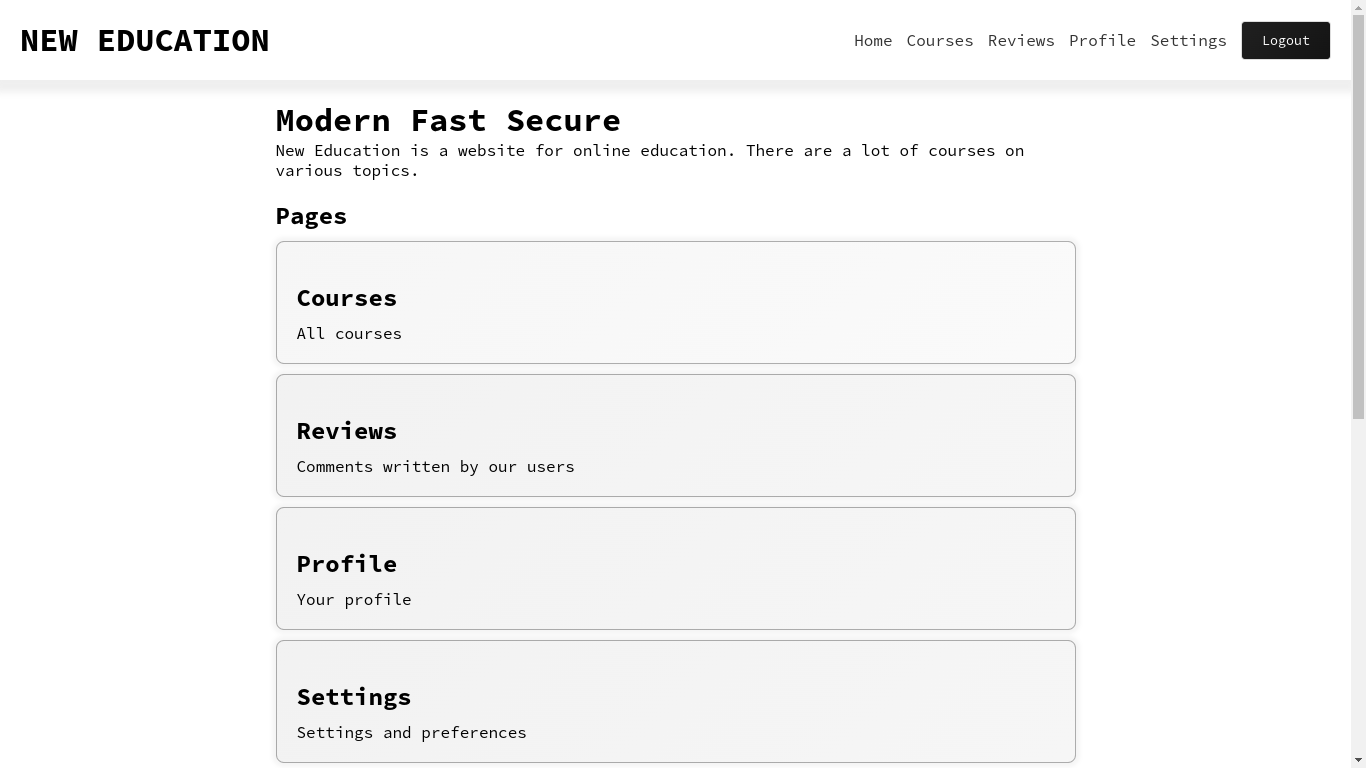 NEW EDUCATION
Home Courses Reviews Profile Settings Logout
Modern Fast Secure
New Education is a website for online education. There are a lot of courses on
various topics.
Pages
Courses
All courses
Reviews
Comments written by our users
Profile
Your profile
Settings
Settings and preferences